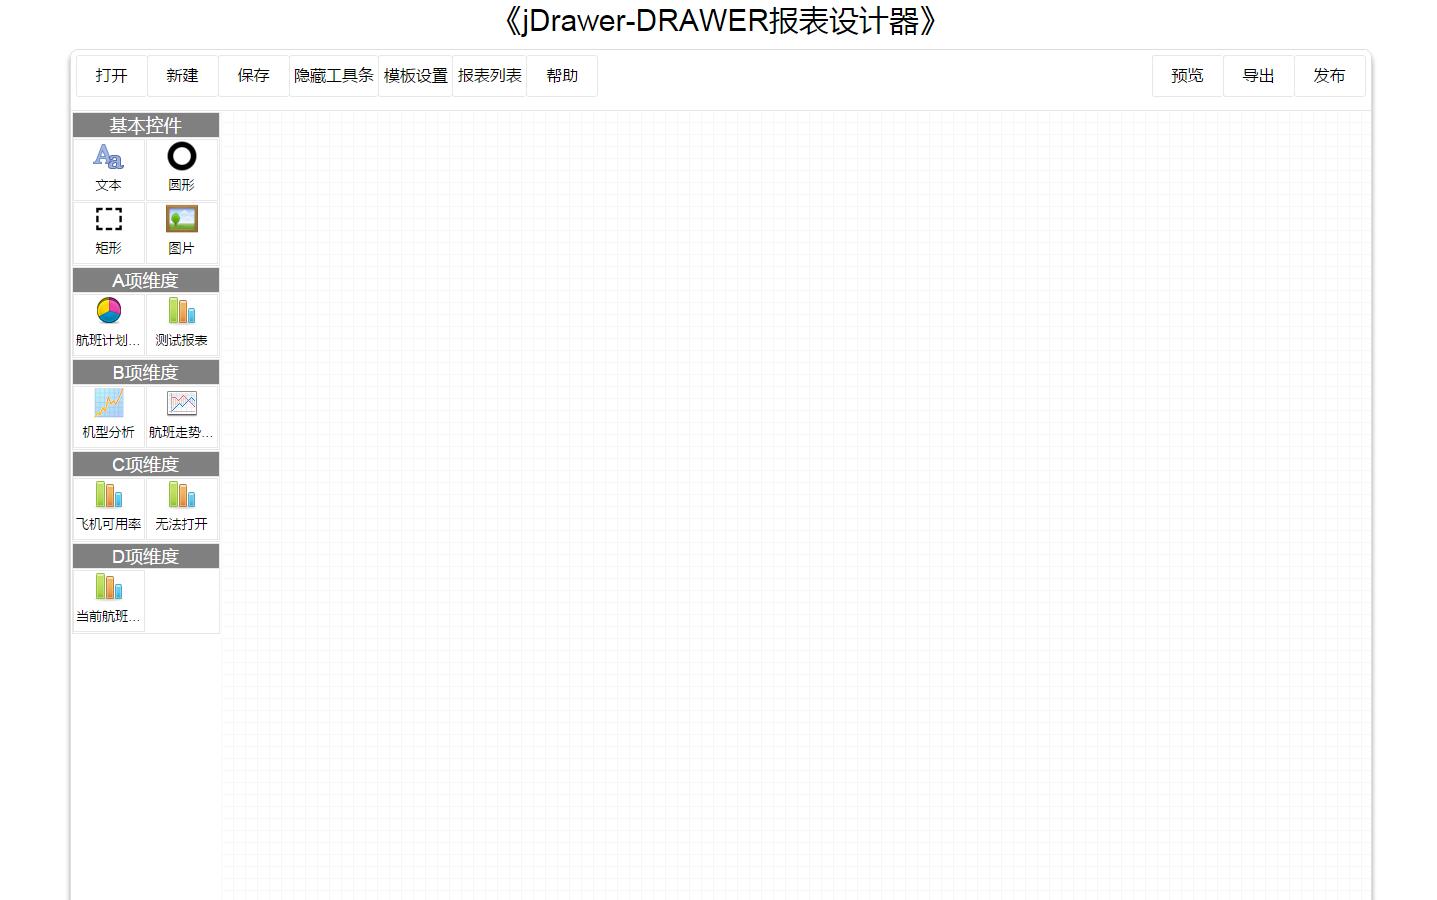 《jDrawer-DRAWER报表设计器》
打开 新建 保存 隐藏工具条 模板设置 报表列表 帮助 预览 导出 发布
基本控件
文本 圆形
矩形 图片
A项维度
航班计划... 测试报表
B项维度
机型分析 航班走势...
C项维度
飞机可用率 无法打开
D项维度
当前航班...